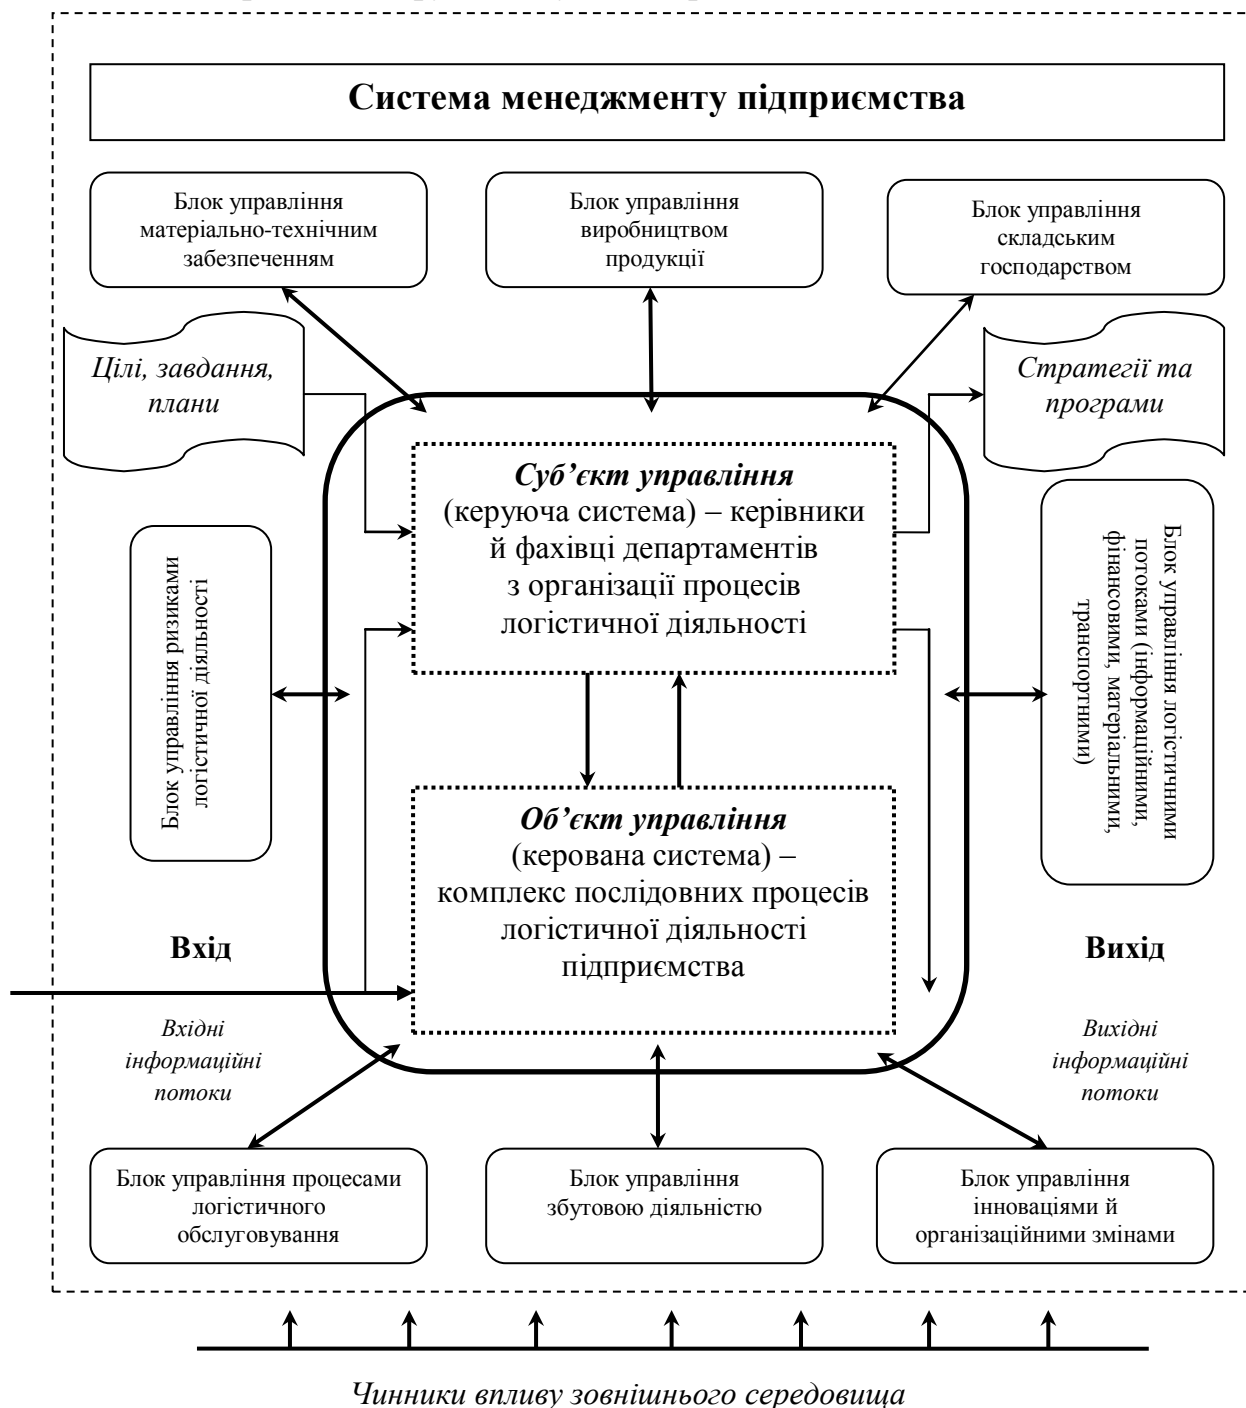 Система менеджменту підприємства
Блок управління
матеріально-технічним
забезпеченням
Блок управління
виробництвом
продукції
Блок управління
складським
господарством
Цілі, завдання,
плани
Стратегії та
програми
Суб’єкт управління
(керуюча система) – керівники
й фахівці департаментів
з організації процесів
логістичної діяльності
Блок управління ризиками
логістичної діяльності
Блок управління логістичними
потоками (інформаційними,
фінансовими, матеріальними,
транспортними)
Об’єкт управління
(керована система) –
комплекс послідовних процесів
логістичної діяльності
підприємства
Вхід
Вихід
Вхідні
інформаційні
потоки
Вихідні
інформаційні
потоки
Блок управління процесами
логістичного
обслуговування
Блок управління
збутовою діяльністю
Блок управління
інноваціями й
організаційними змінами
Чинники впливу зовнішнього середовища